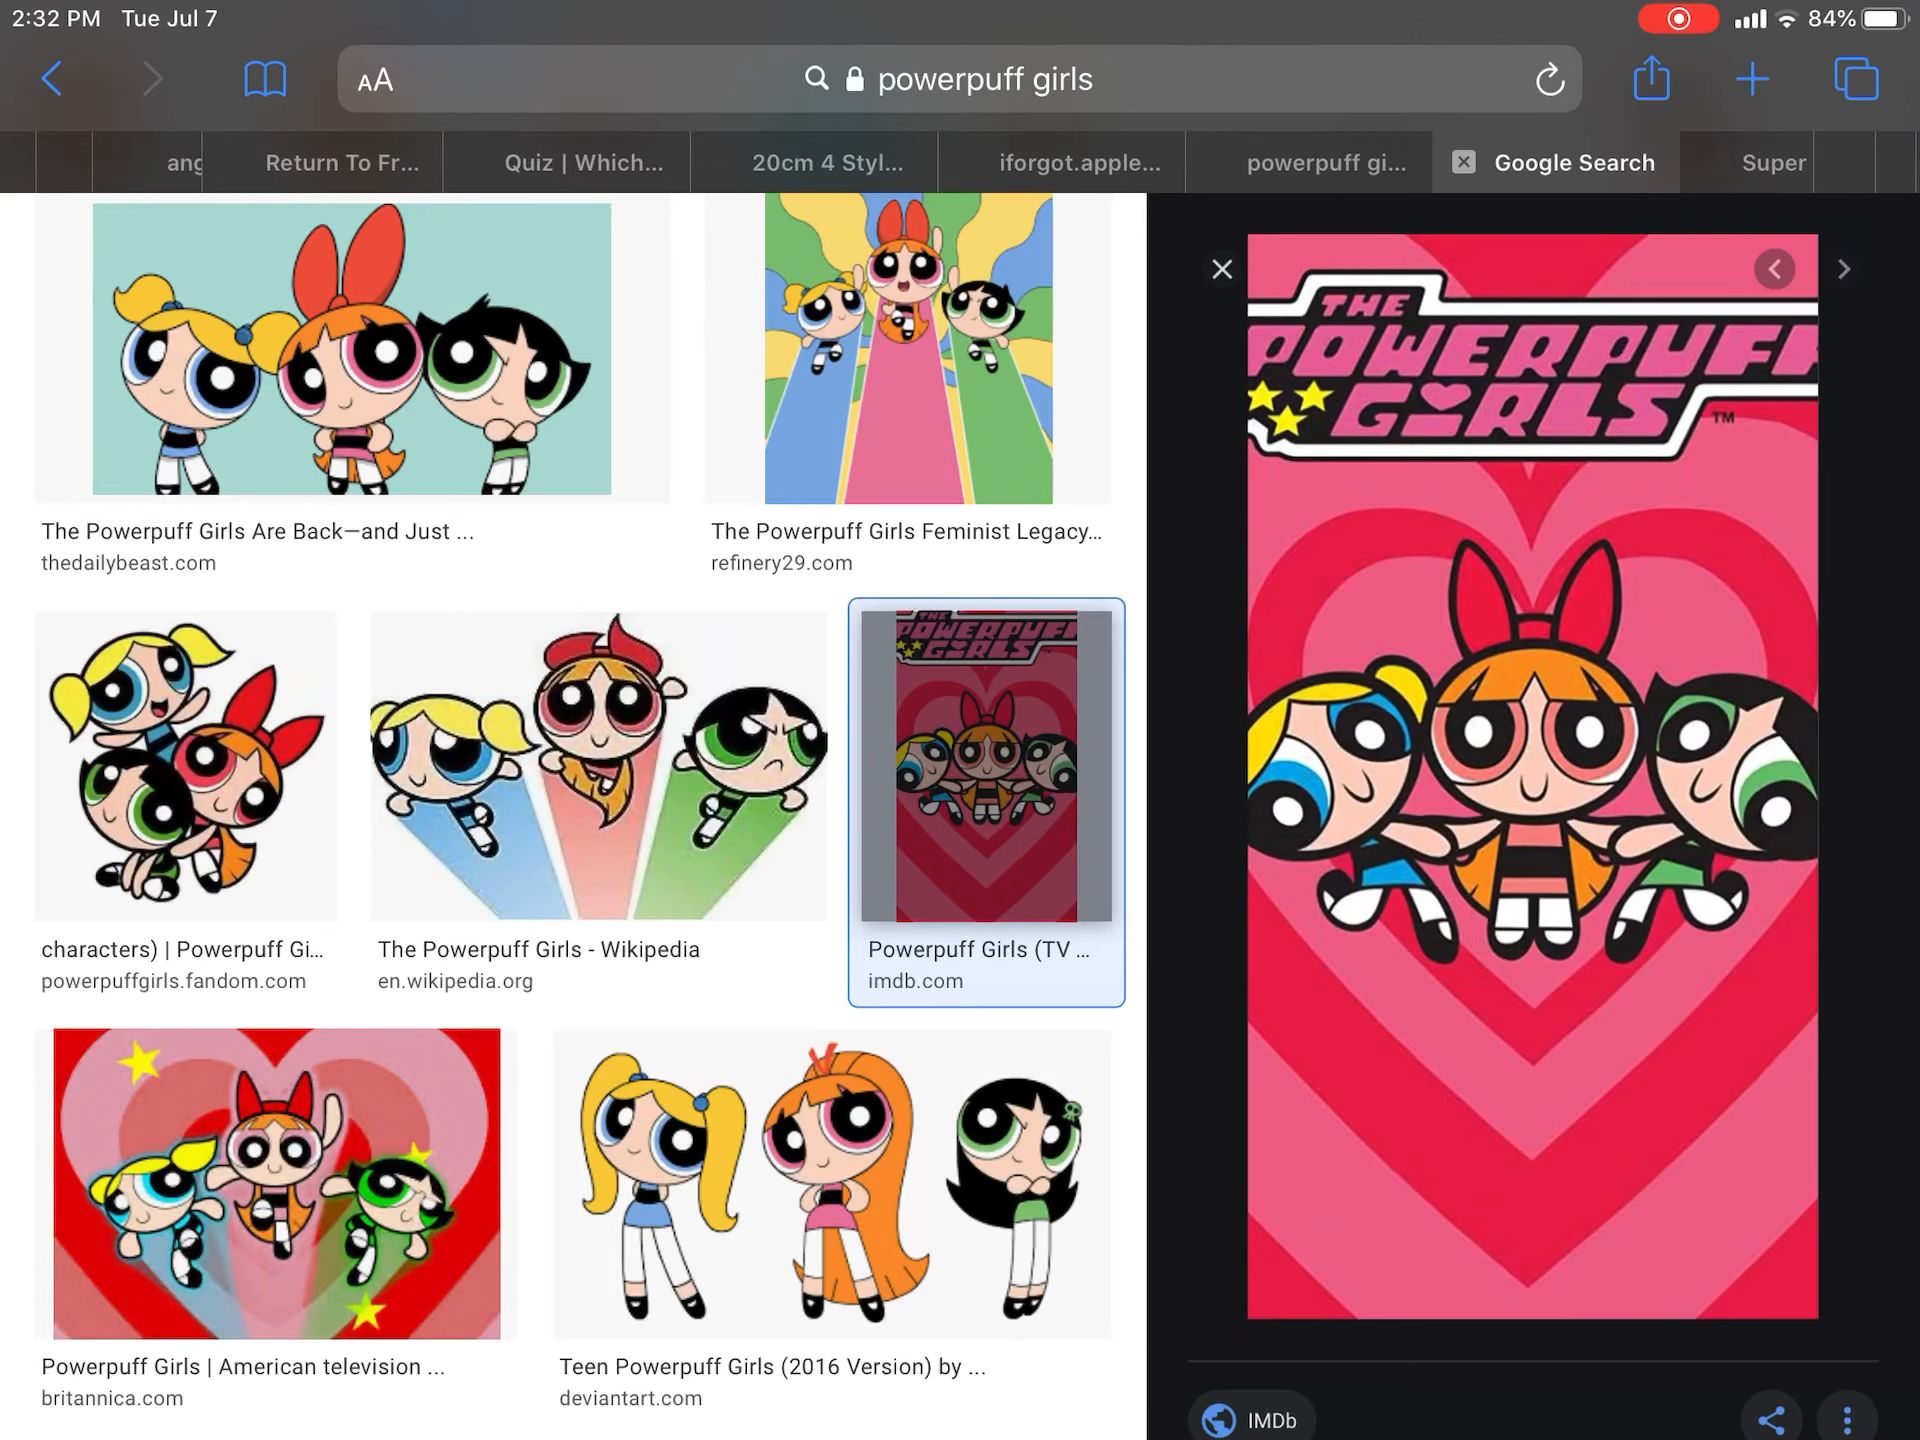 2:32 PM Tue Jul 7
84%
AA
powerpuff girls
ang
Return To Fr...
Quiz | Which...
20cm 4 Styl...
iforgot.apple...
powerpuff gi...
Google Search
Super
The Powerpuff Girls Are Back—and Just ...
thedailybeast.com
The Powerpuff Girls Feminist Legacy...
refinery29.com
characters) | Powerpuff Gi...
powerpuffgirls.fandom.com
The Powerpuff Girls - Wikipedia
en.wikipedia.org
THE
POWERPUFF
GIRLS
Powerpuff Girls (TV ...
imdb.com
Powerpuff Girls | American television ...
britannica.com
Teen Powerpuff Girls (2016 Version) by ...
deviantart.com
THE
POWERPUFF
GIRLS
TM
IMDb